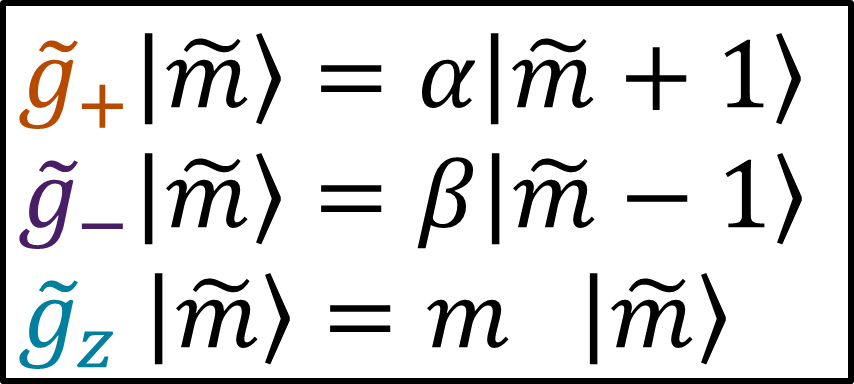 g̃₊|m̃⟩ = α|m̃ + 1⟩
g̃₋|m̃⟩ = β|m̃ − 1⟩
g̃_z |m̃⟩ = m |m̃⟩